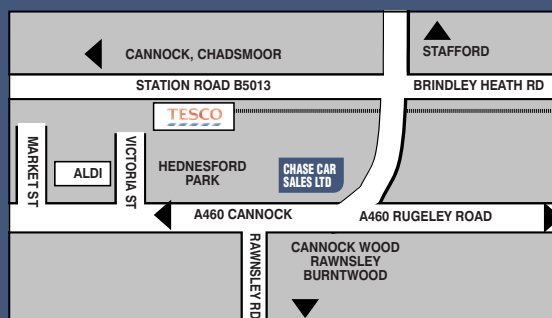 CANNOCK, CHADSMOOR
STAFFORD
STATION ROAD B5013
BRINDLEY HEATH RD
TESCO
MARKET ST
ALDI
VICTORIA ST
HEDNESFORD
PARK
CHASE CAR
SALES LTD
A460 CANNOCK
A460 RUGELEY ROAD
RAWNSLEY RD
CANNOCK WOOD
RAWNSLEY
BURNTWOOD